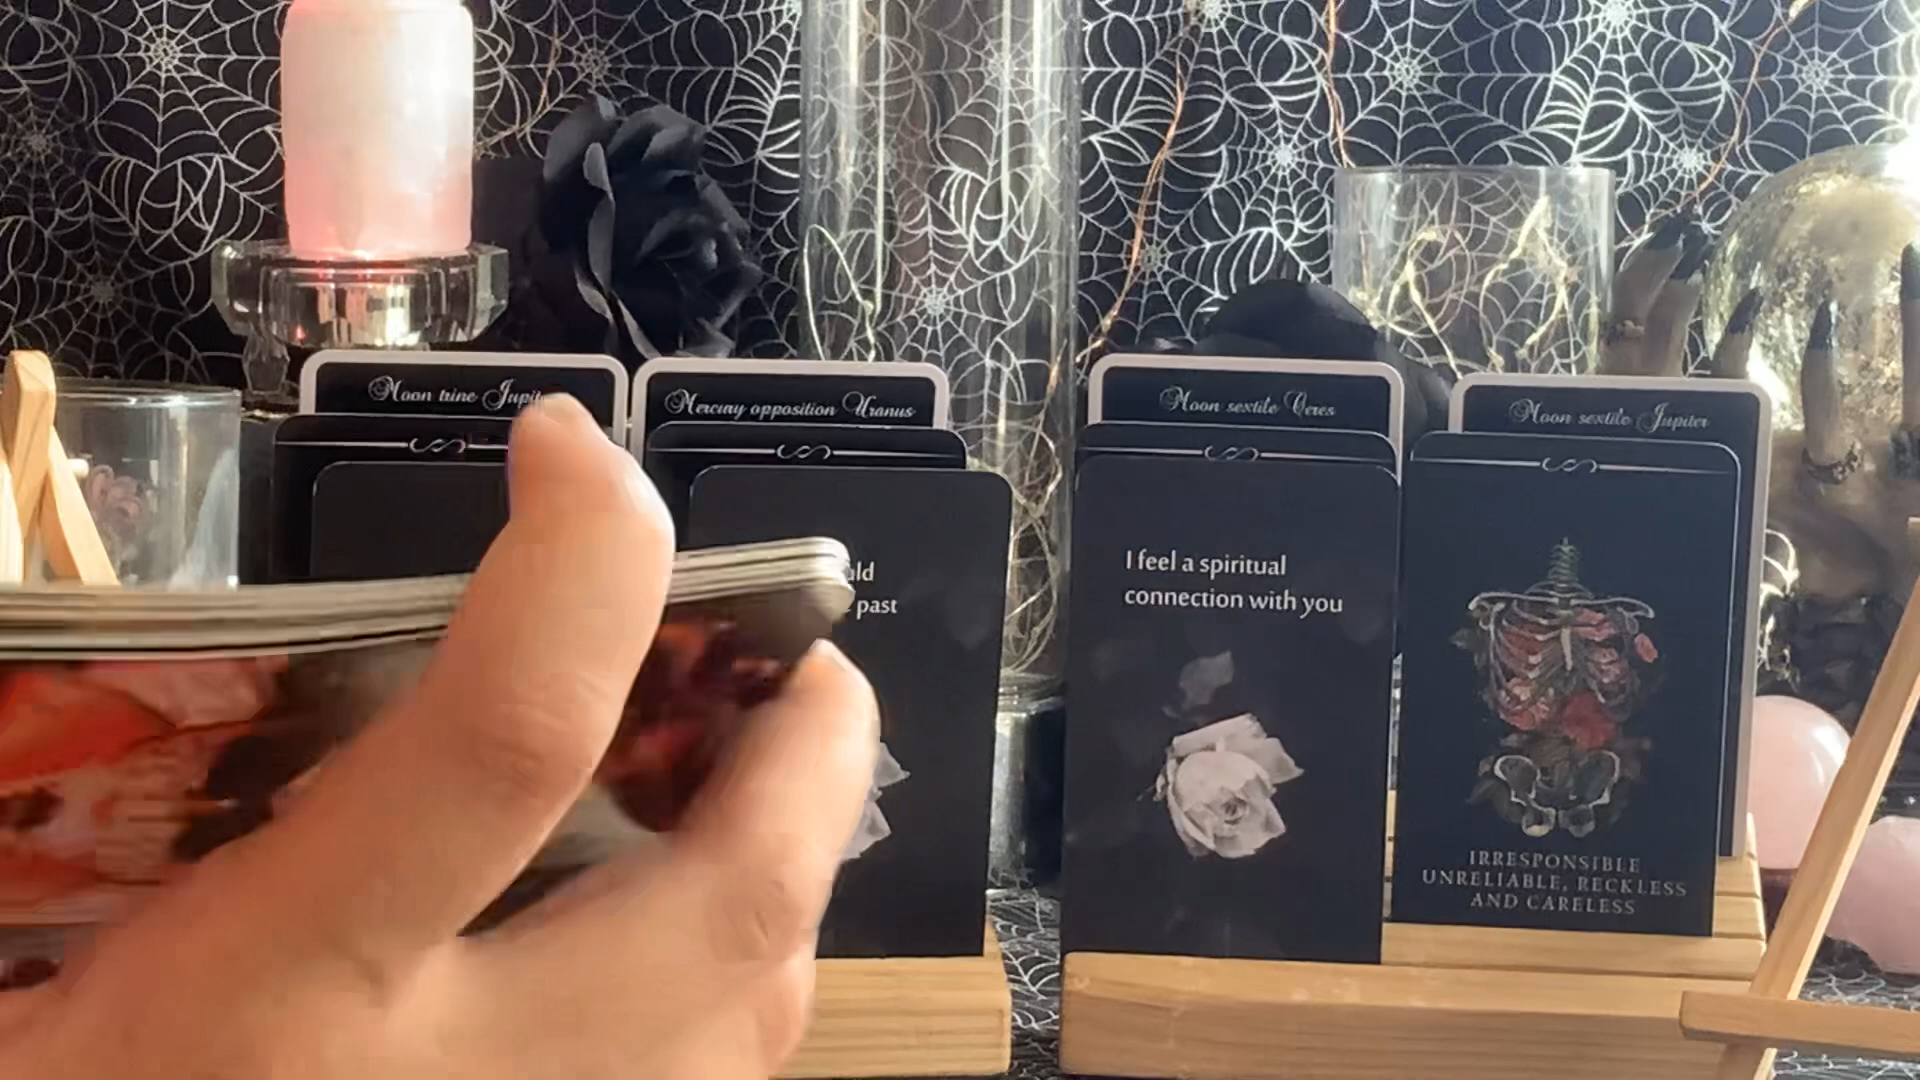 Moon trine
Mercury opposition Uranus
Moon sextile Ceres
Moon sextile Jupiter
past
I feel a spiritual
connection with you
IRRESPONSIBLE
UNRELIABLE, RECKLESS
AND CARELESS